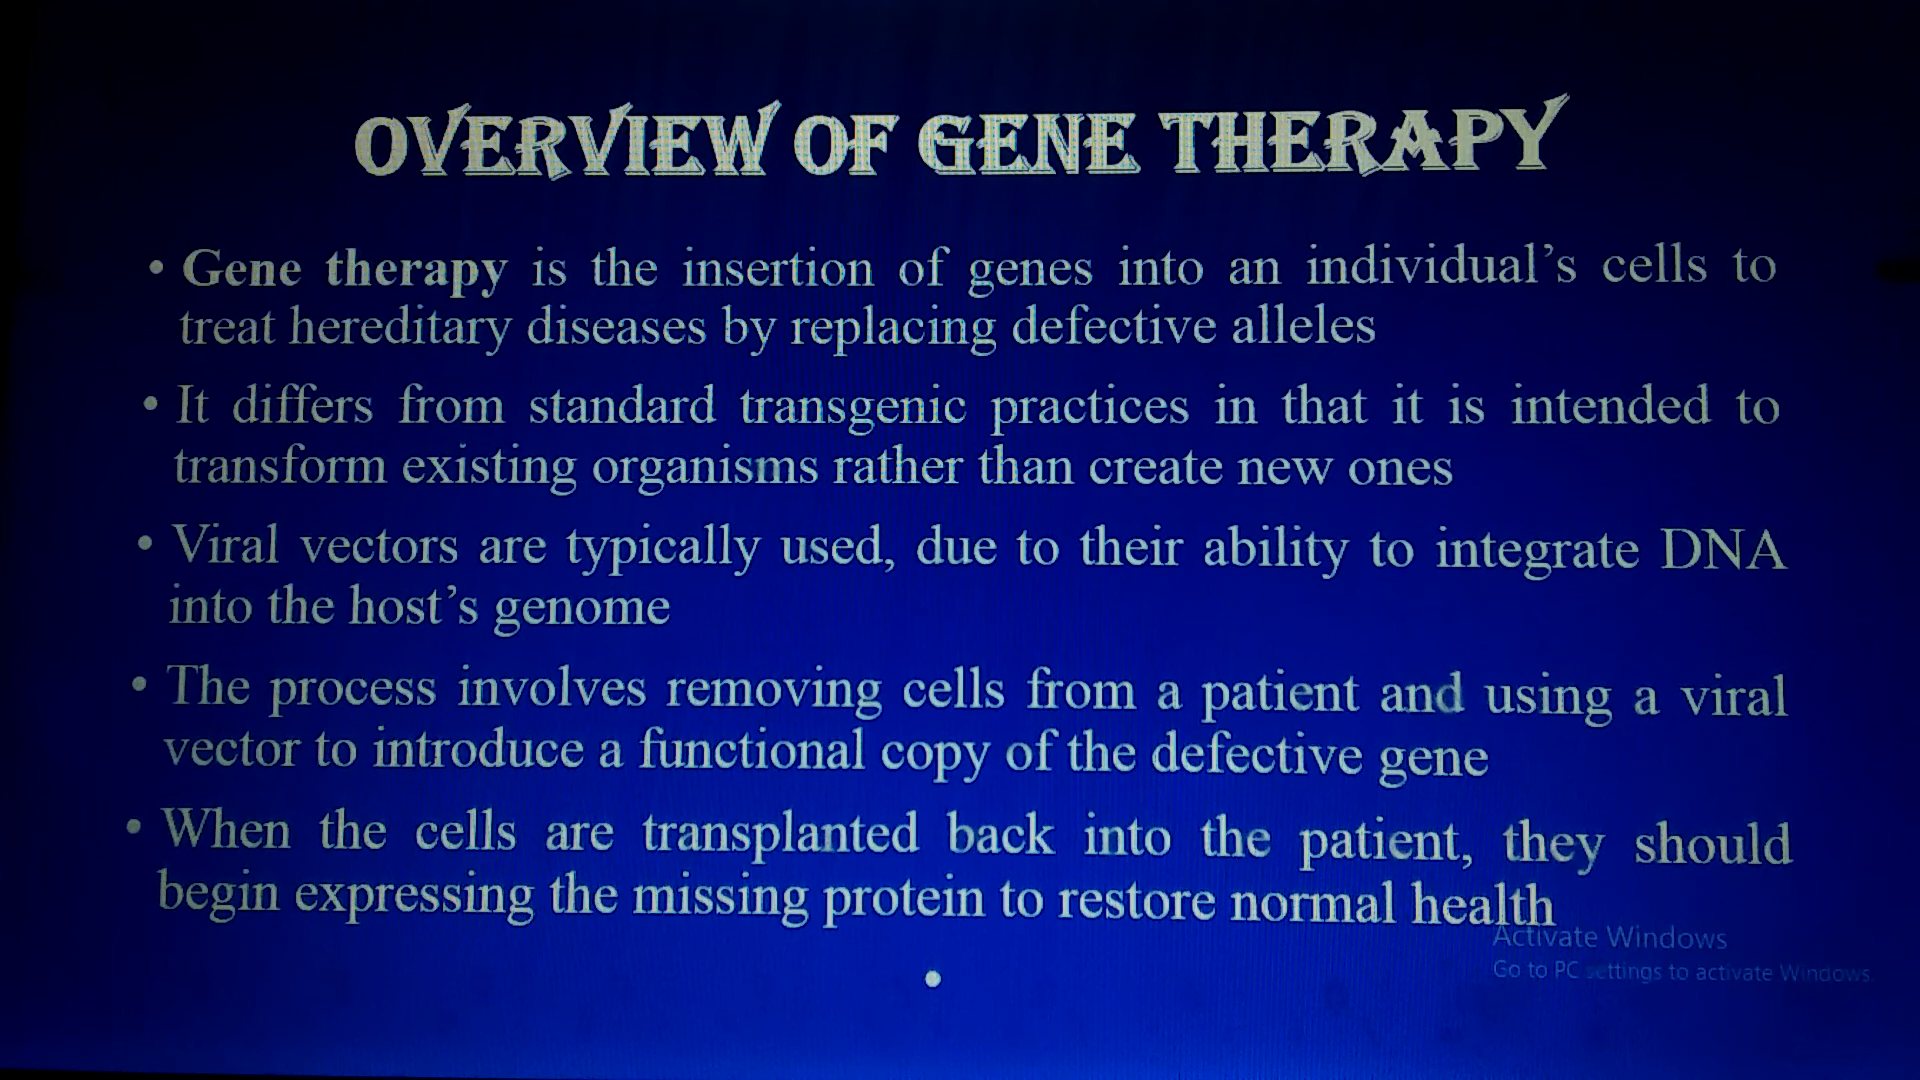 OVERVIEW OF GENE THERAPY
• Gene therapy is the insertion of genes into an individual's cells to
treat hereditary diseases by replacing defective alleles
• It differs from standard transgenic practices in that it is intended to
transform existing organisms rather than create new ones
• Viral vectors are typically used, due to their ability to integrate DNA
into the host's genome
• The process involves removing cells from a patient and using a viral
vector to introduce a functional copy of the defective gene
• When the cells are transplanted back into the patient, they should
begin expressing the missing protein to restore normal health
Activate Windows
Go to PC settings to activate Windows.